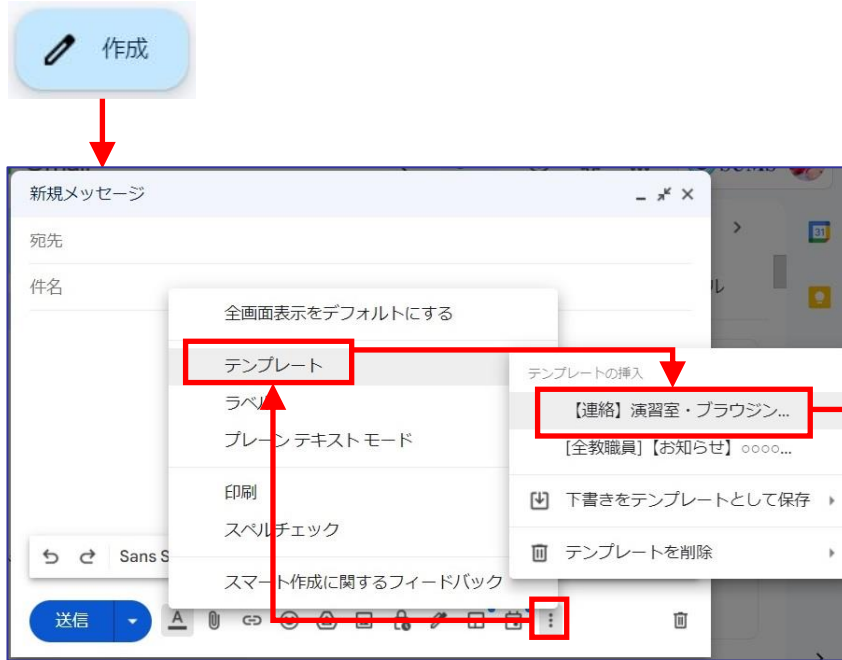 作成
新規メッセージ
宛先
件名
全画面表示をデフォルトにする
テンプレート
ラベル
プレーン テキスト モード
印刷
スペルチェック
スマート作成に関するフィードバック
テンプレートの挿入
【連絡】演習室・ブラウジン...
[全教職員]【お知らせ】○○○○...
下書きをテンプレートとして保存
テンプレートを削除
Sans S
送信
31